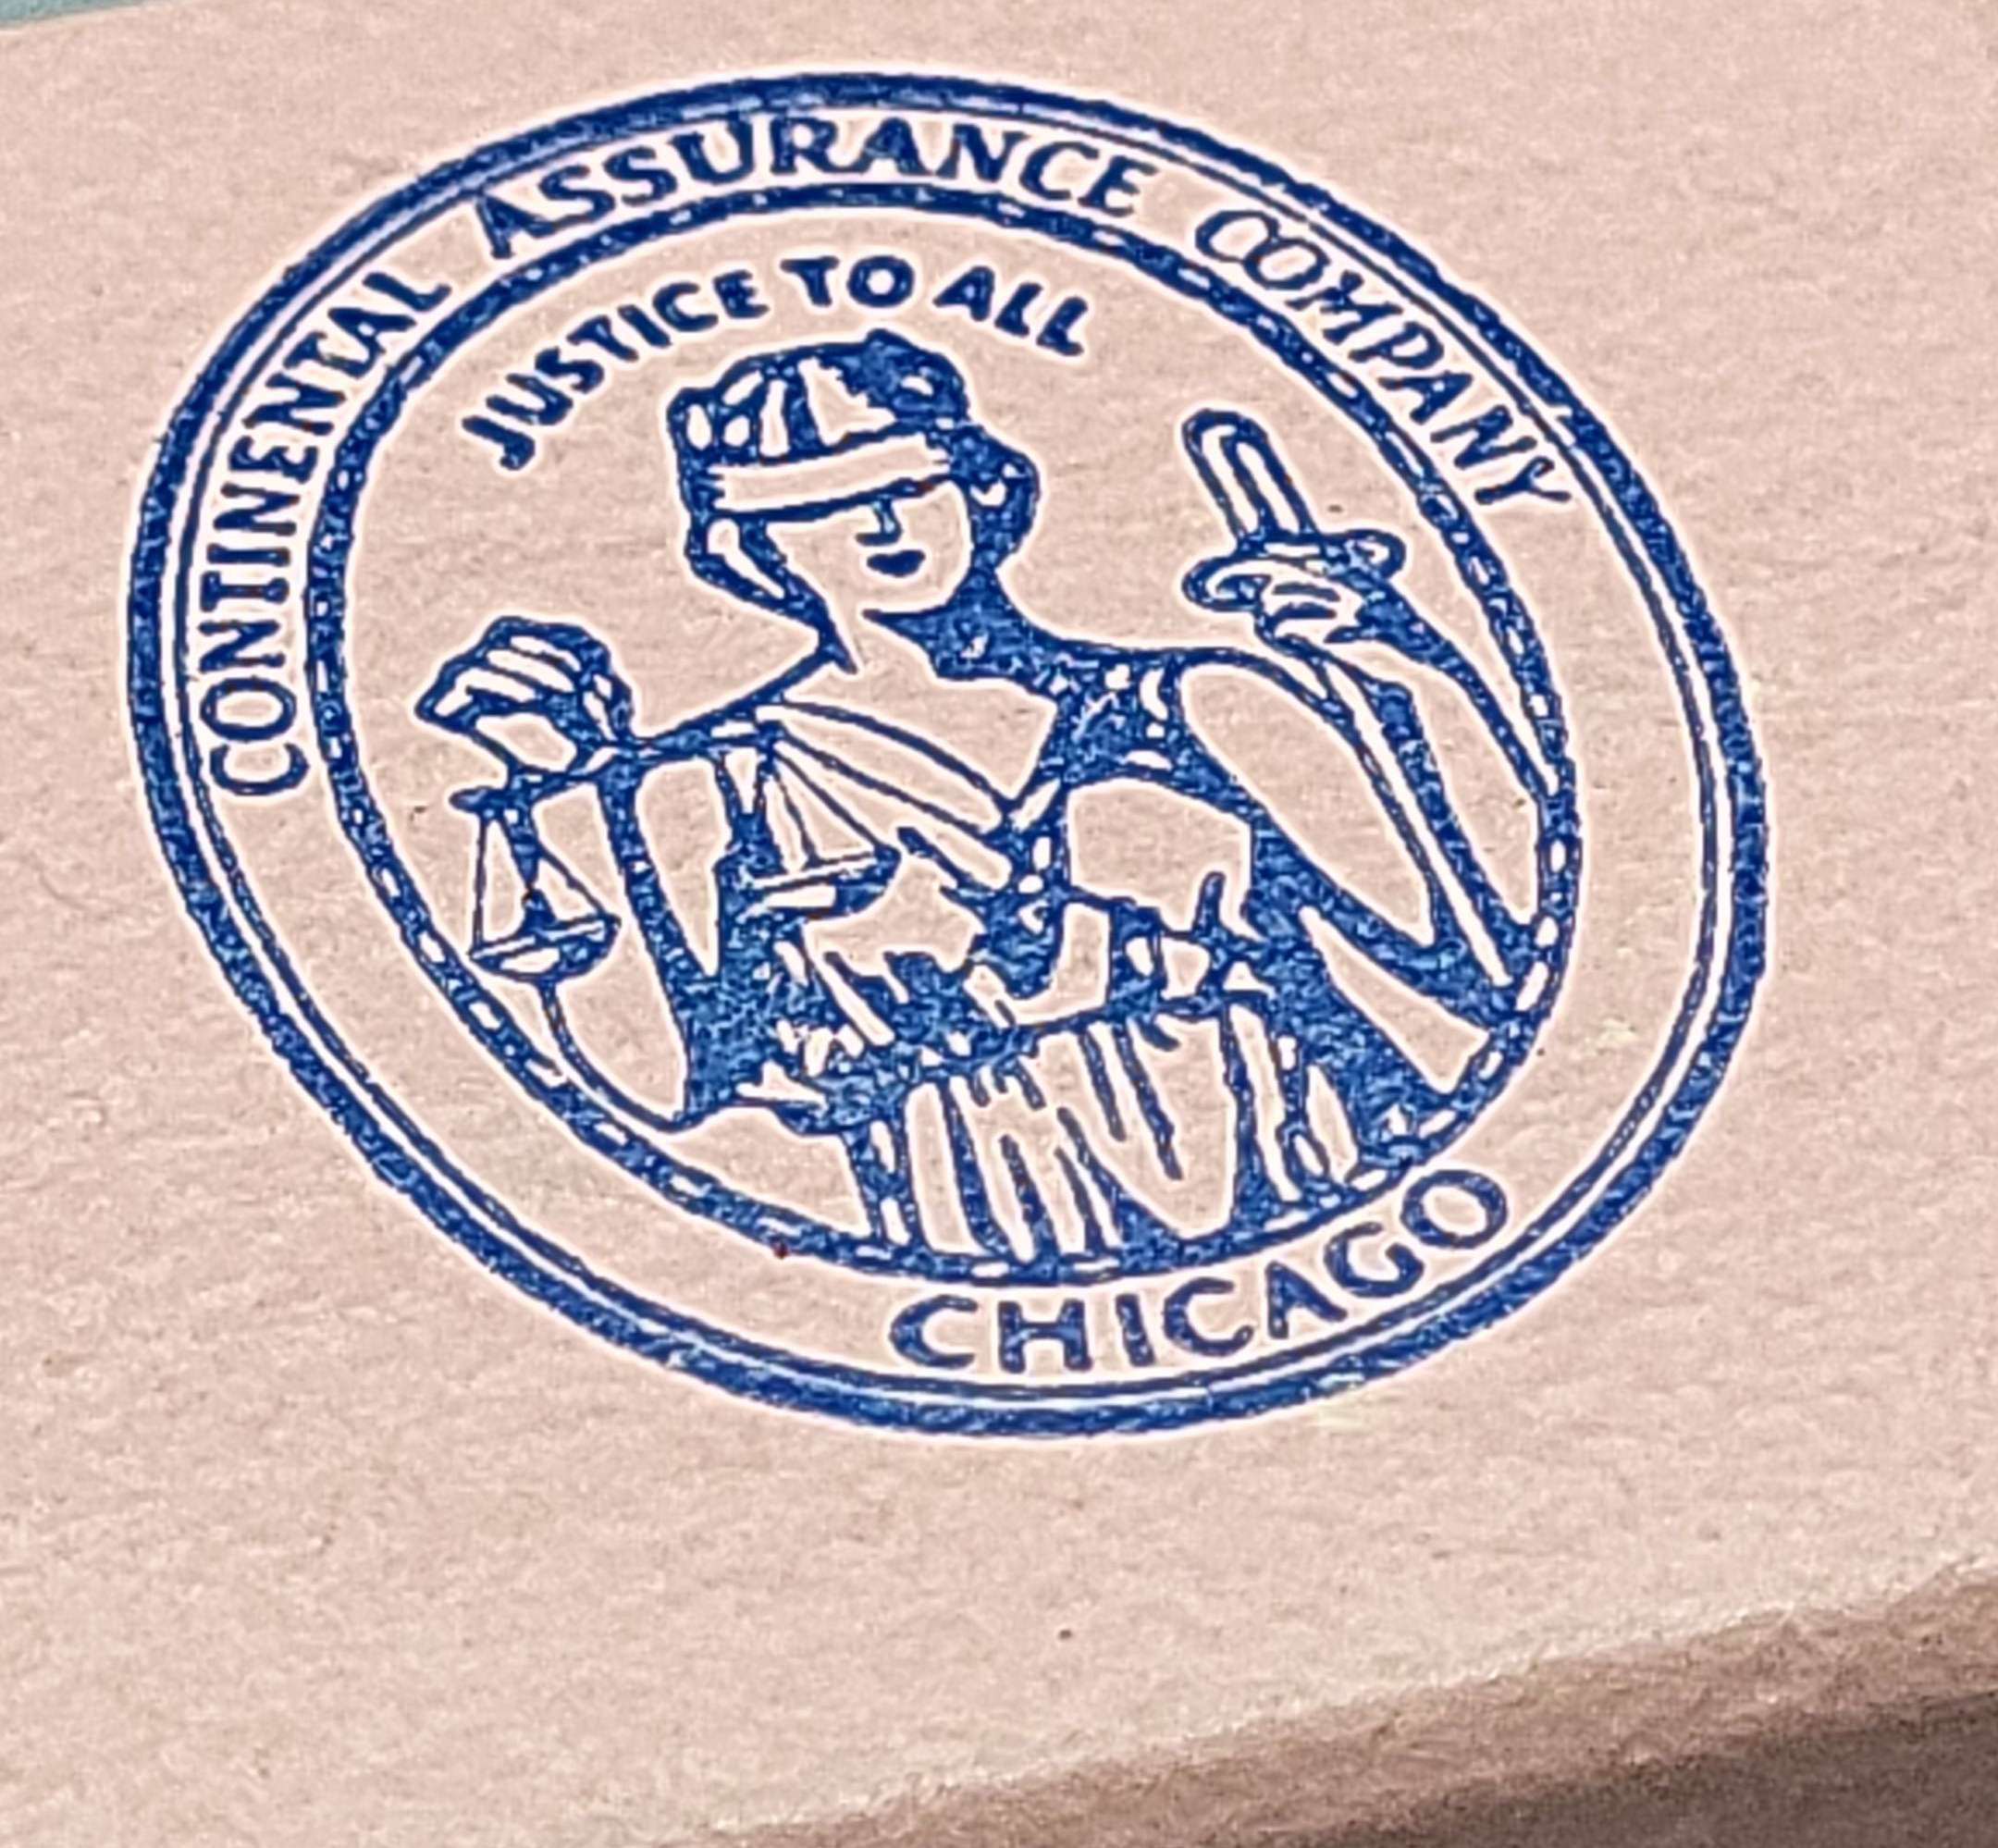 CONTINENTAL ASSURANCE COMPANY
JUSTICE TO ALL
CHICAGO